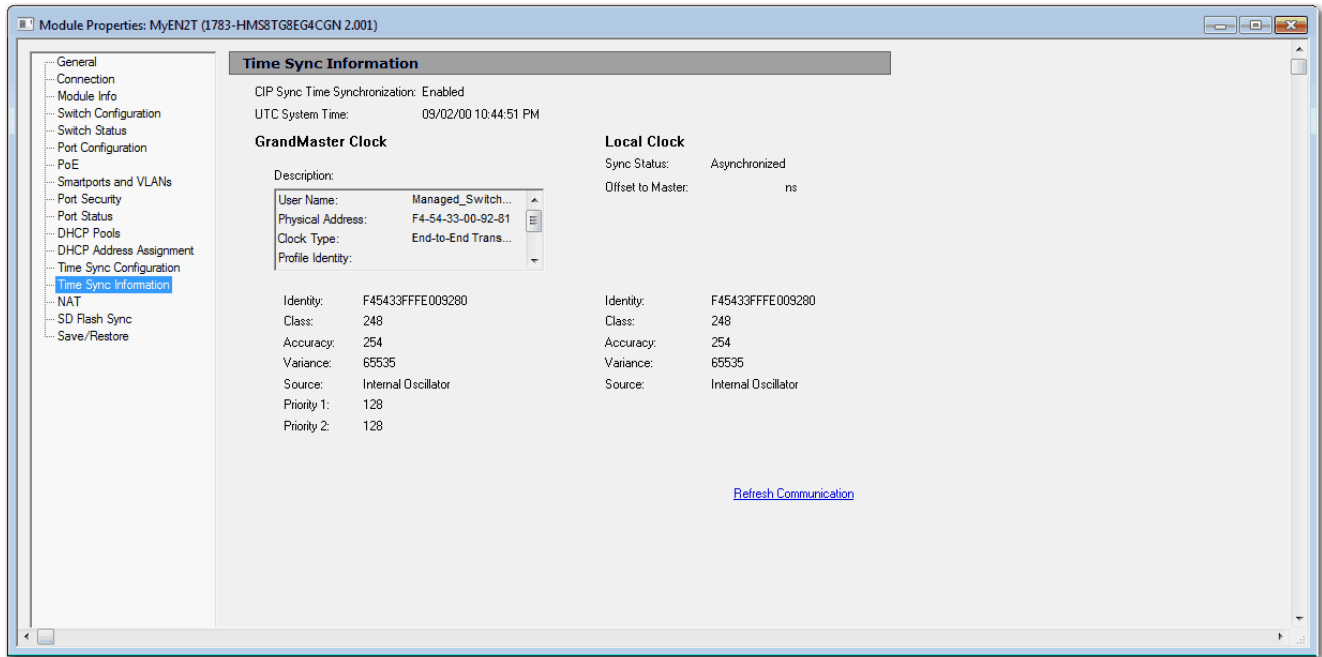 Module Properties: MyEN2T (1783-HMS8TG8EG4CGN 2.001)
General
Connection
Module Info
Switch Configuration
Switch Status
Port Configuration
PoE
Smartports and VLANs
Port Security
Port Status
DHCP Pools
DHCP Address Assignment
Time Sync Configuration
Time Sync Information
NAT
SD Flash Sync
Save/Restore
Time Sync Information
CIP Sync Time Synchronization: Enabled
UTC System Time: 09/02/00 10:44:51 PM
GrandMaster Clock
Description:
User Name: Managed_Switch...
Physical Address: F4-54-33-00-92-81
Clock Type: End-to-End Trans...
Profile Identity:
Identity: F45433FFFE009280
Class: 248
Accuracy: 254
Variance: 65535
Source: Internal Oscillator
Priority 1: 128
Priority 2: 128
Local Clock
Sync Status: Asynchronized
Offset to Master: ns
Identity: F45433FFFE009280
Class: 248
Accuracy: 254
Variance: 65535
Source: Internal Oscillator
Refresh Communication